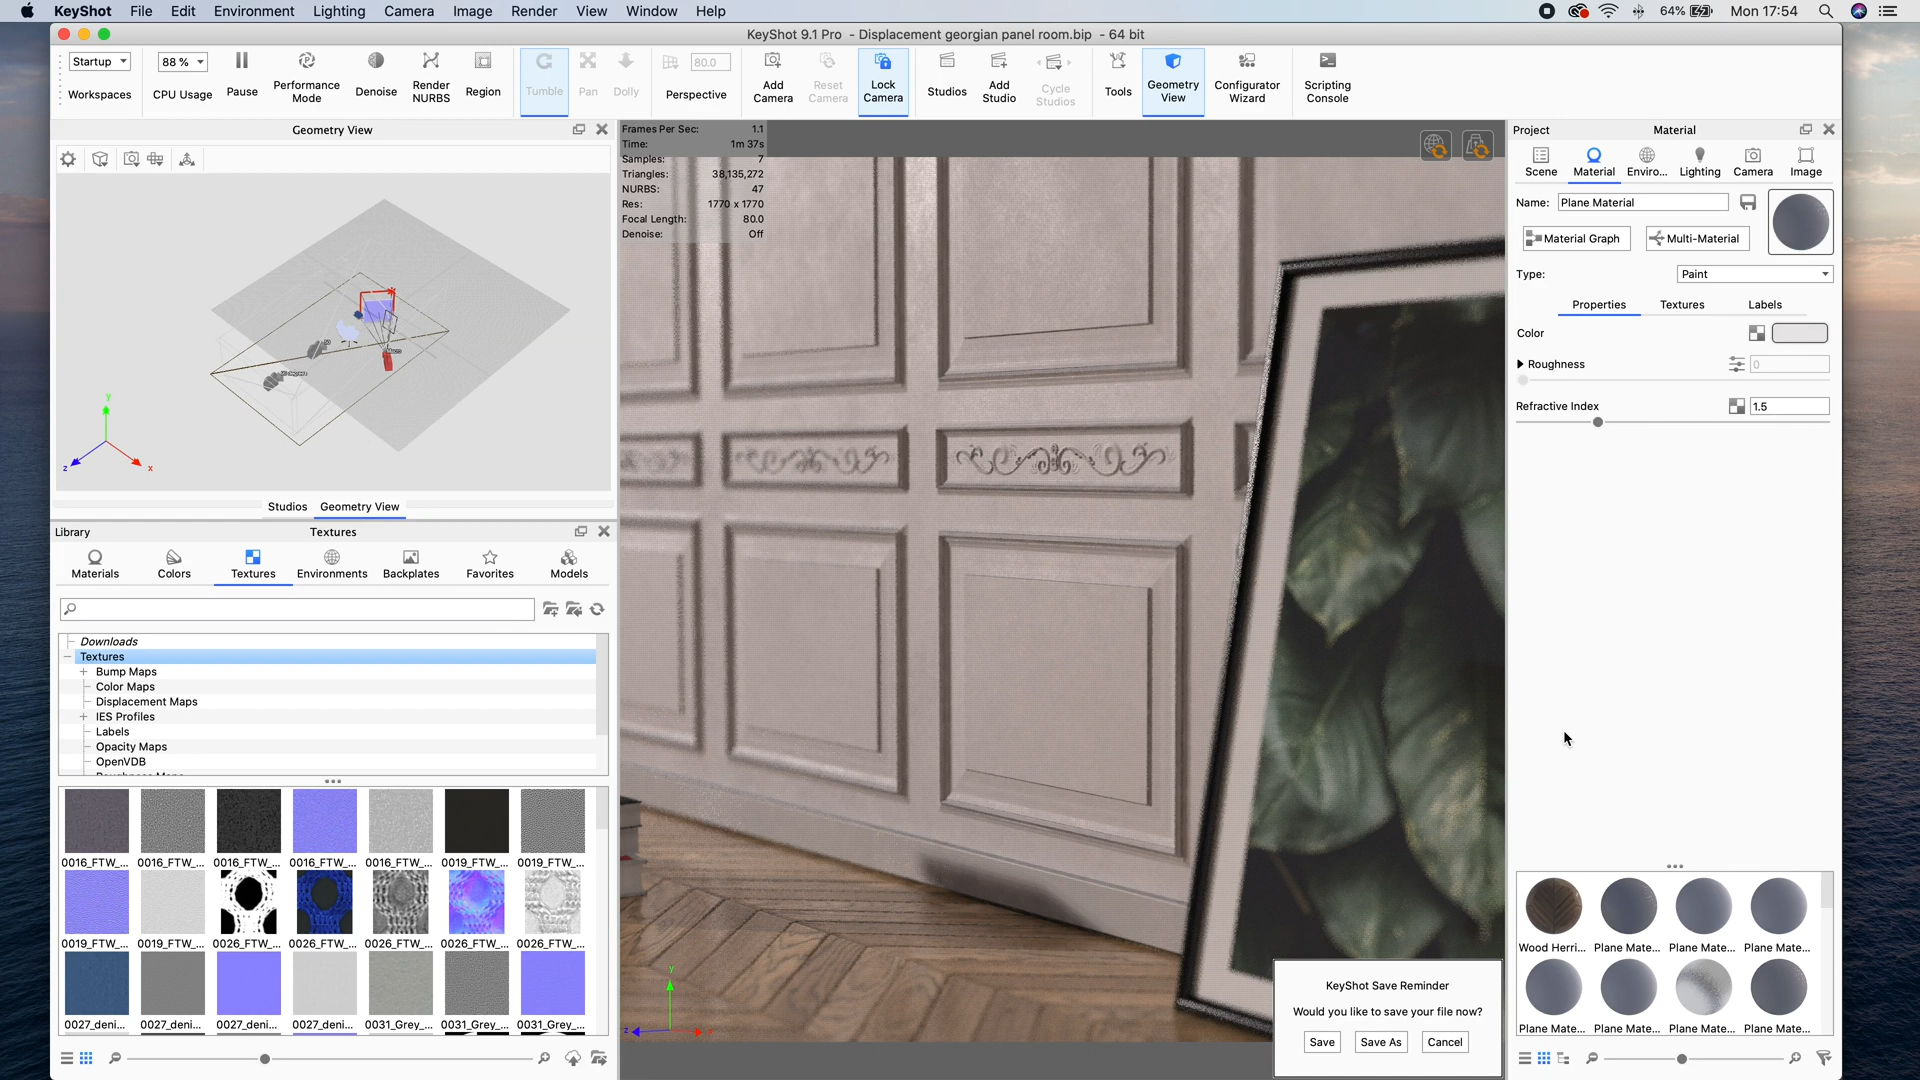 KeyShot File Edit Environment Lighting Camera Image Render View Window Help 64% Mon 17:54
KeyShot 9.1 Pro - Displacement georgian panel room.bip - 64 bit
Startup 88 % 80.0
Workspaces CPU Usage Pause Performance Mode Denoise Render NURBS Region Tumble Pan Dolly Perspective Add Camera Reset Camera Lock Camera Studios Add Studio Cycle Studios Tools Geometry View Configurator Wizard Scripting Console
Geometry View
y
z
x
Studios Geometry View
Library Textures
Materials Colors Textures Environments Backplates Favorites Models
Downloads
Textures
Bump Maps
Color Maps
Displacement Maps
IES Profiles
Labels
Opacity Maps
OpenVDB
0016_FTW_... 0016_FTW_... 0016_FTW_... 0016_FTW_... 0016_FTW_... 0019_FTW_... 0019_FTW_...
0019_FTW_... 0019_FTW_... 0026_FTW_... 0026_FTW_... 0026_FTW_... 0026_FTW_... 0026_FTW_...
0027_deni... 0027_deni... 0027_deni... 0027_deni... 0031_Grey_... 0031_Grey_... 0031_Grey_...
Frames Per Sec: 1.1
Time: 1m 37s
Samples: 7
Triangles: 38,135,272
NURBS: 47
Res: 1770 x 1770
Focal Length: 80.0
Denoise: Off
y
z
KeyShot Save Reminder
Would you like to save your file now?
Save Save As Cancel
Project Material
Scene Material Enviro... Lighting Camera Image
Name: Plane Material
Material Graph Multi-Material
Type: Paint
Properties Textures Labels
Color
Roughness 0
Refractive Index 1.5
Wood Herri... Plane Mate... Plane Mate... Plane Mate...
Plane Mate... Plane Mate... Plane Mate... Plane Mate...